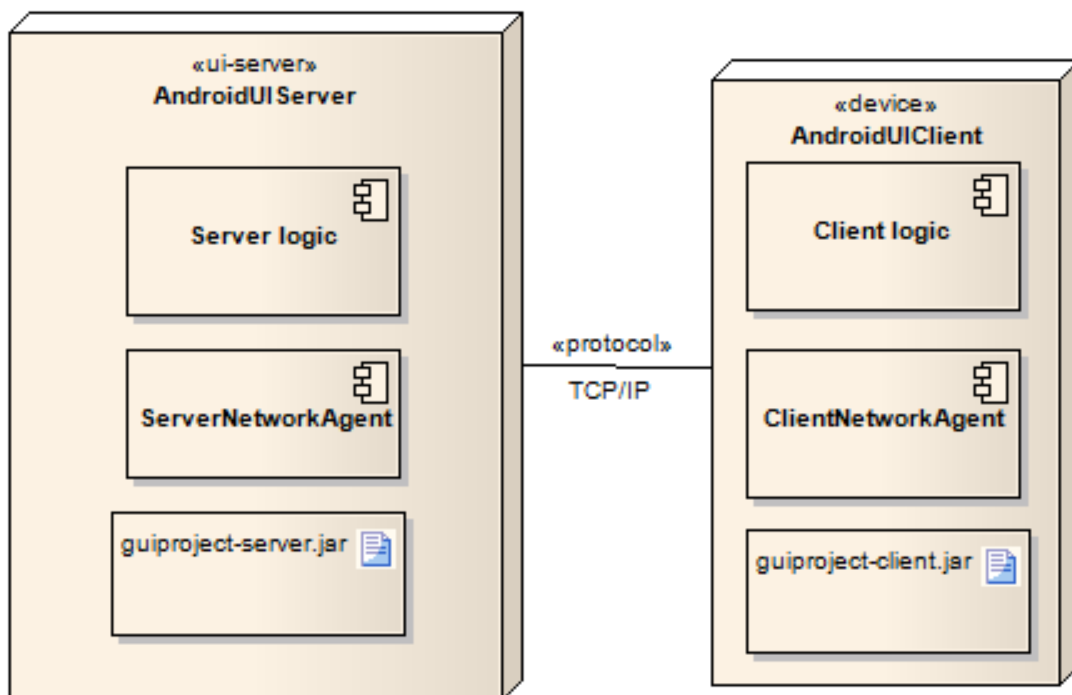 «ui-server»
AndroidUIServer
Server logic
ServerNetworkAgent
guiproject-server.jar
«protocol»
TCP/IP
«device»
AndroidUIClient
Client logic
ClientNetworkAgent
guiproject-client.jar